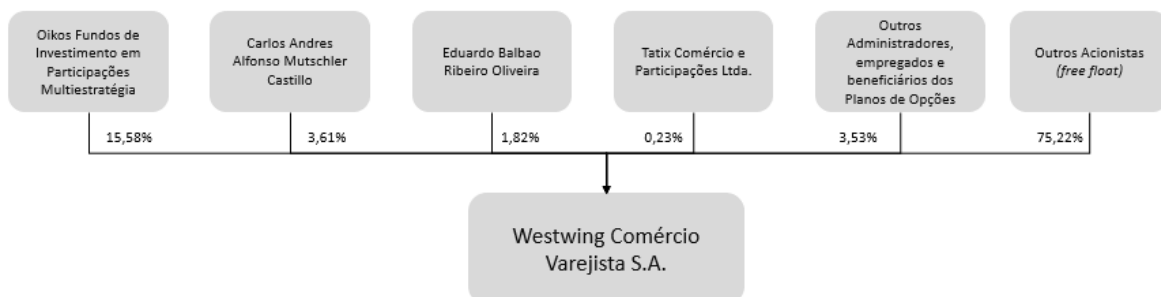 Oikos Fundos de
Investimento em
Participações
Multiestratégia
Carlos Andres
Alfonso Mutschler
Castillo
Eduardo Balbao
Ribeiro Oliveira
Tatix Comércio e
Participações Ltda.
Outros
Administradores,
empregados e
beneficiários dos
Planos de Opções
Outros Acionistas
(free float)
15,58%
3,61%
1,82%
0,23%
3,53%
75,22%
Westwing Comércio
Varejista S.A.